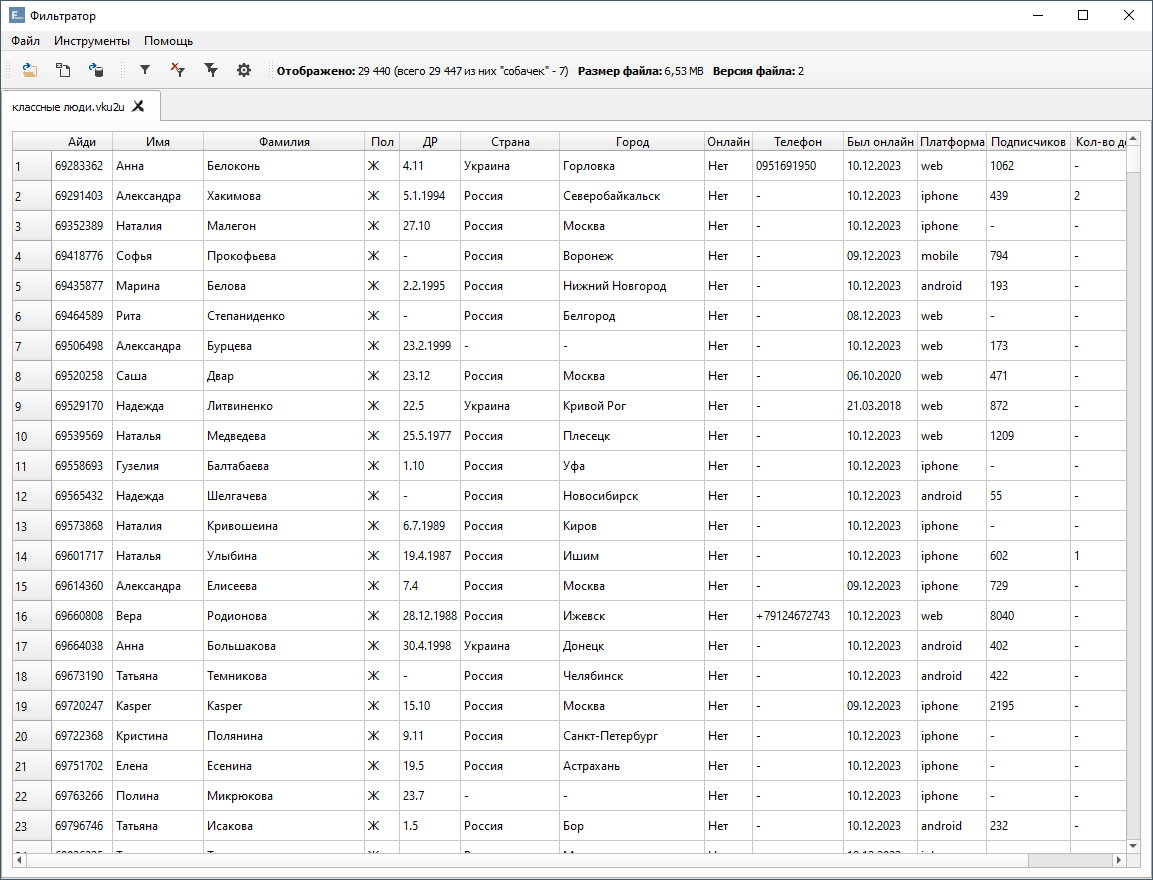 Фильтратор
Файл Инструменты Помощь
Отображено: 29 440 (всего 29 447 из них "собачек" - 7) Размер файла: 6,53 MB Версия файла: 2
классные люди.vku2u
Айди Имя Фамилия Пол ДР Страна Город Онлайн Телефон Был онлайн Платформа Подписчиков Кол-во
1 69283362 Анна Белоконь Ж 4.11 Украина Горловка Нет 0951691950 10.12.2023 web 1062 -
2 69291403 Александра Хакимова Ж 5.1.1994 Россия Северобайкальск Нет - 10.12.2023 iphone 439 2
3 69352389 Наталия Малегон Ж 27.10 Россия Москва Нет - 10.12.2023 iphone - -
4 69418776 Софья Прокофьева Ж - Россия Воронеж Нет - 09.12.2023 mobile 794 -
5 69435877 Марина Белова Ж 2.2.1995 Россия Нижний Новгород Нет - 10.12.2023 android 193 -
6 69464589 Рита Степаниденко Ж - Россия Белгород Нет - 08.12.2023 web - -
7 69506498 Александра Бурцева Ж 23.2.1999 - - Нет - 10.12.2023 web 173 -
8 69520258 Саша Двар Ж 23.12 Россия Москва Нет - 06.10.2020 web 471 -
9 69529170 Надежда Литвиненко Ж 22.5 Украина Кривой Рог Нет - 21.03.2018 web 872 -
10 69539569 Наталья Медведева Ж 25.5.1977 Россия Плесецк Нет - 10.12.2023 web 1209 -
11 69558693 Гузелия Балтабаева Ж 1.10 Россия Уфа Нет - 10.12.2023 iphone - -
12 69565432 Надежда Шелгачева Ж - Россия Новосибирск Нет - 10.12.2023 android 55 -
13 69573868 Наталия Кривошеина Ж 6.7.1989 Россия Киров Нет - 10.12.2023 iphone - -
14 69601717 Наталья Улыбина Ж 19.4.1987 Россия Ишим Нет - 10.12.2023 iphone 602 1
15 69614360 Александра Елисеева Ж 7.4 Россия Москва Нет - 09.12.2023 iphone 729 -
16 69660808 Вера Родионова Ж 28.12.1988 Россия Ижевск Нет +79124672743 10.12.2023 web 8040 -
17 69664038 Анна Большакова Ж 30.4.1998 Украина Донецк Нет - 10.12.2023 android 402 -
18 69673190 Татьяна Темникова Ж - Россия Челябинск Нет - 10.12.2023 android 422 -
19 69720247 Kasper Kasper Ж 15.10 Россия Москва Нет - 09.12.2023 iphone 2195 -
20 69722368 Кристина Полянина Ж 9.11 Россия Санкт-Петербург Нет - 10.12.2023 iphone - -
21 69751702 Елена Есенина Ж 19.5 Россия Астрахань Нет - 10.12.2023 iphone - -
22 69763266 Полина Микрюкова Ж 23.7 - - Нет - 10.12.2023 iphone - -
23 69796746 Татьяна Исакова Ж 1.5 Россия Бор Нет - 10.12.2023 android 232 -